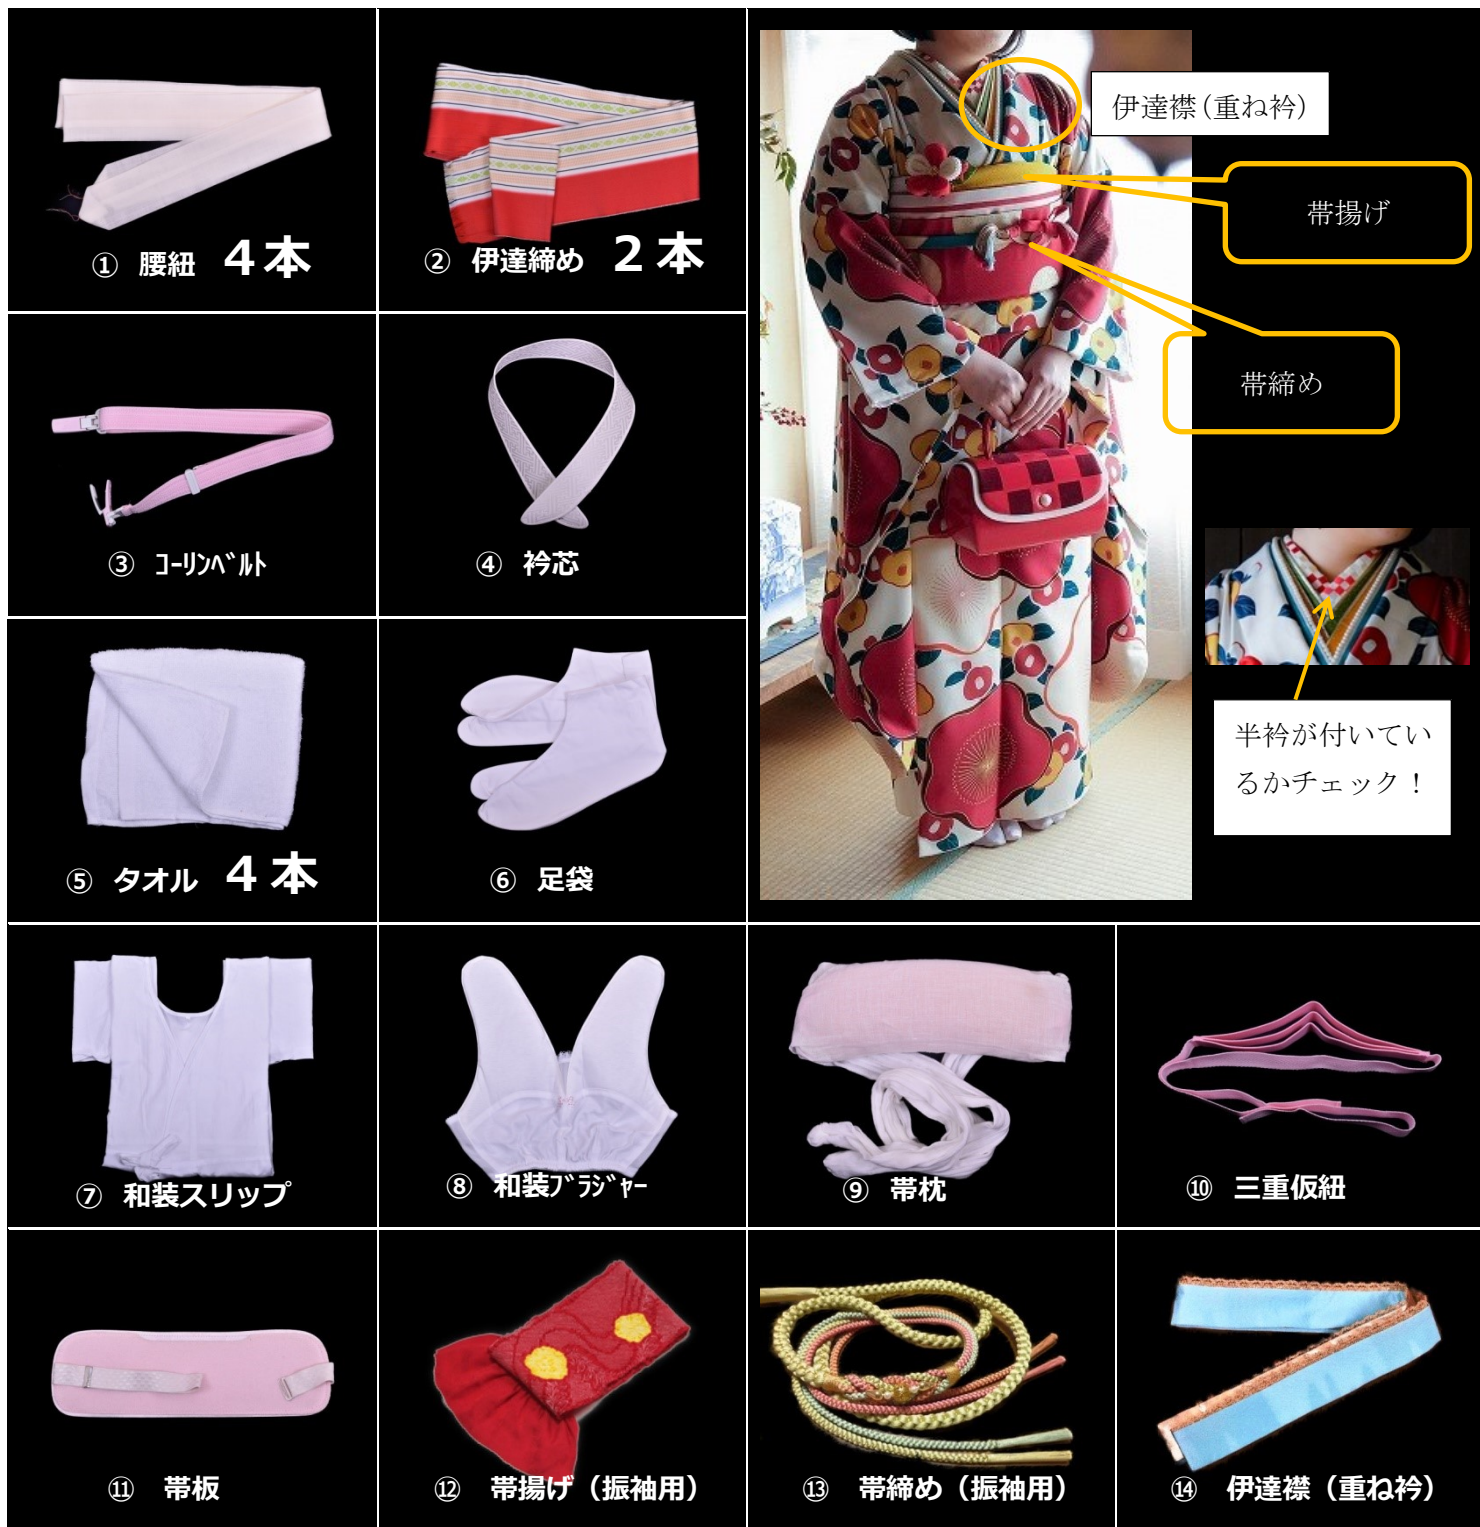 ① 腰紐 ４本
② 伊達締め ２本
伊達襟(重ね衿)
帯揚げ
帯締め
③ ｺｰﾘﾝﾍﾞﾙﾄ
④ 衿芯
半衿が付いてい
るかチェック！
⑤ タオル ４本
⑥ 足袋
⑦ 和装スリップ
⑧ 和装ﾌﾞﾗｼﾞｬｰ
⑨ 帯枕
⑩ 三重仮紐
⑪ 帯板
⑫ 帯揚げ（振袖用）
⑬ 帯締め（振袖用）
⑭ 伊達襟（重ね衿）